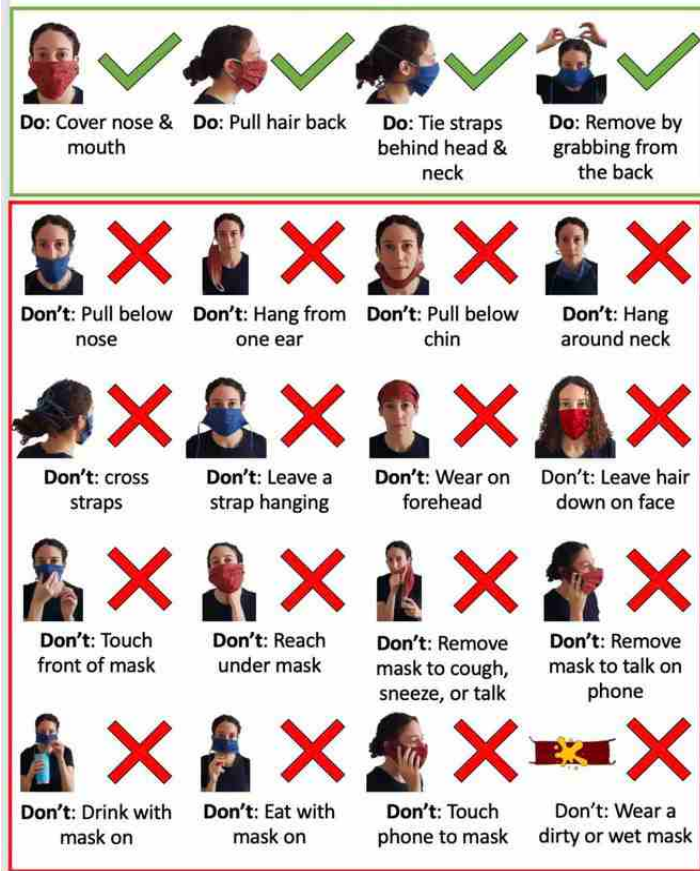 Do: Cover nose &
mouth
Do: Pull hair back
Do: Tie straps
behind head &
neck
Do: Remove by
grabbing from
the back
Don't: Pull below
nose
Don't: Hang from
one ear
Don't: Pull below
chin
Don't: Hang
around neck
Don't: cross
straps
Don't: Leave a
strap hanging
Don't: Wear on
forehead
Don't: Leave hair
down on face
Don't: Touch
front of mask
Don't: Reach
under mask
Don't: Remove
mask to cough,
sneeze, or talk
Don't: Remove
mask to talk on
phone
Don't: Drink with
mask on
Don't: Eat with
mask on
Don't: Touch
phone to mask
Don't: Wear a
dirty or wet mask